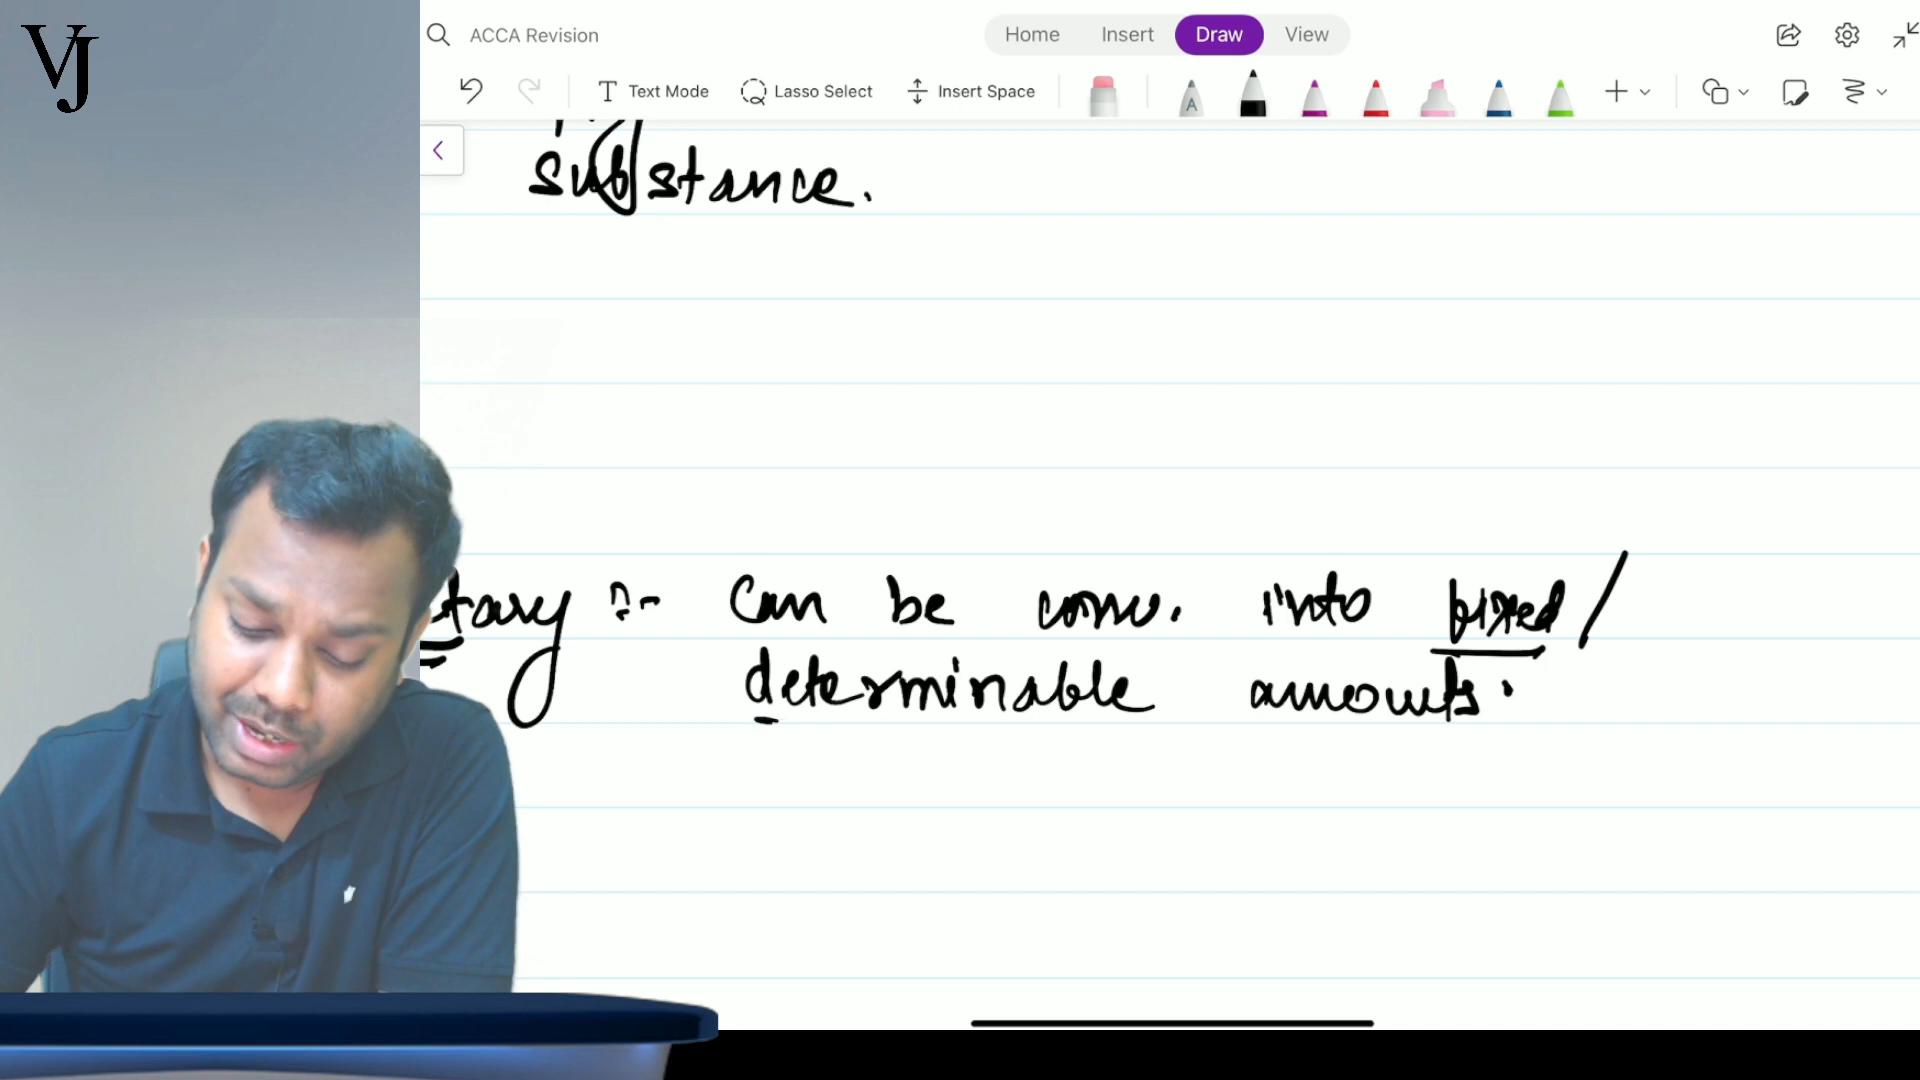 VJ
ACCA Revision
Home Insert Draw View
Text Mode Lasso Select Insert Space
A
substance.
tary :- Can be conv. into fixed /
determinable amounts.